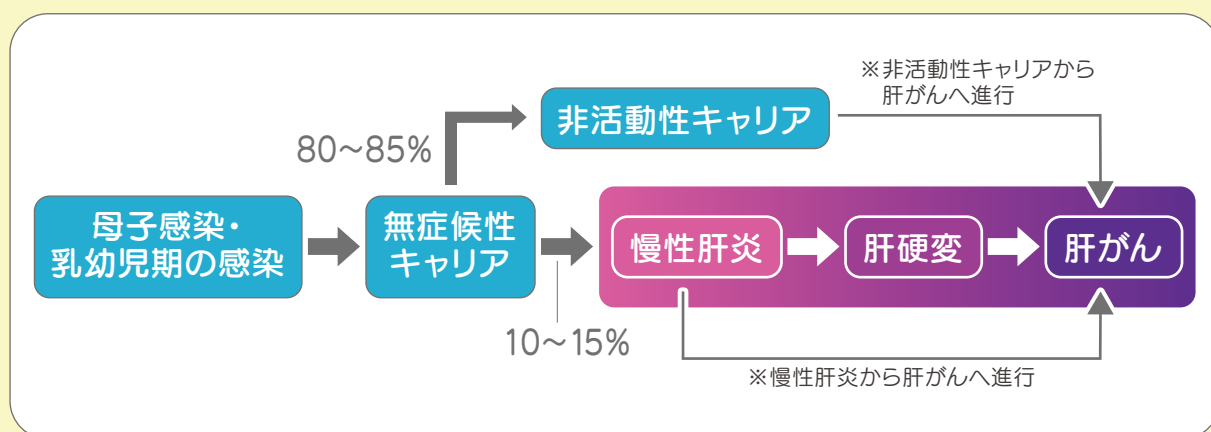 ※非活動性キャリアから
肝がんへ進行
非活動性キャリア
80〜85%
母子感染・
乳幼児期の感染
無症候性
キャリア
慢性肝炎
肝硬変
肝がん
10〜15%
※慢性肝炎から肝がんへ進行